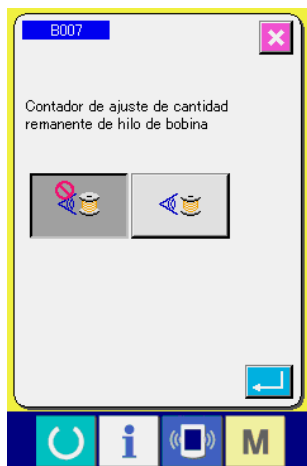 B007
Contador de ajuste de cantidad
remanente de hilo de bobina
i
M